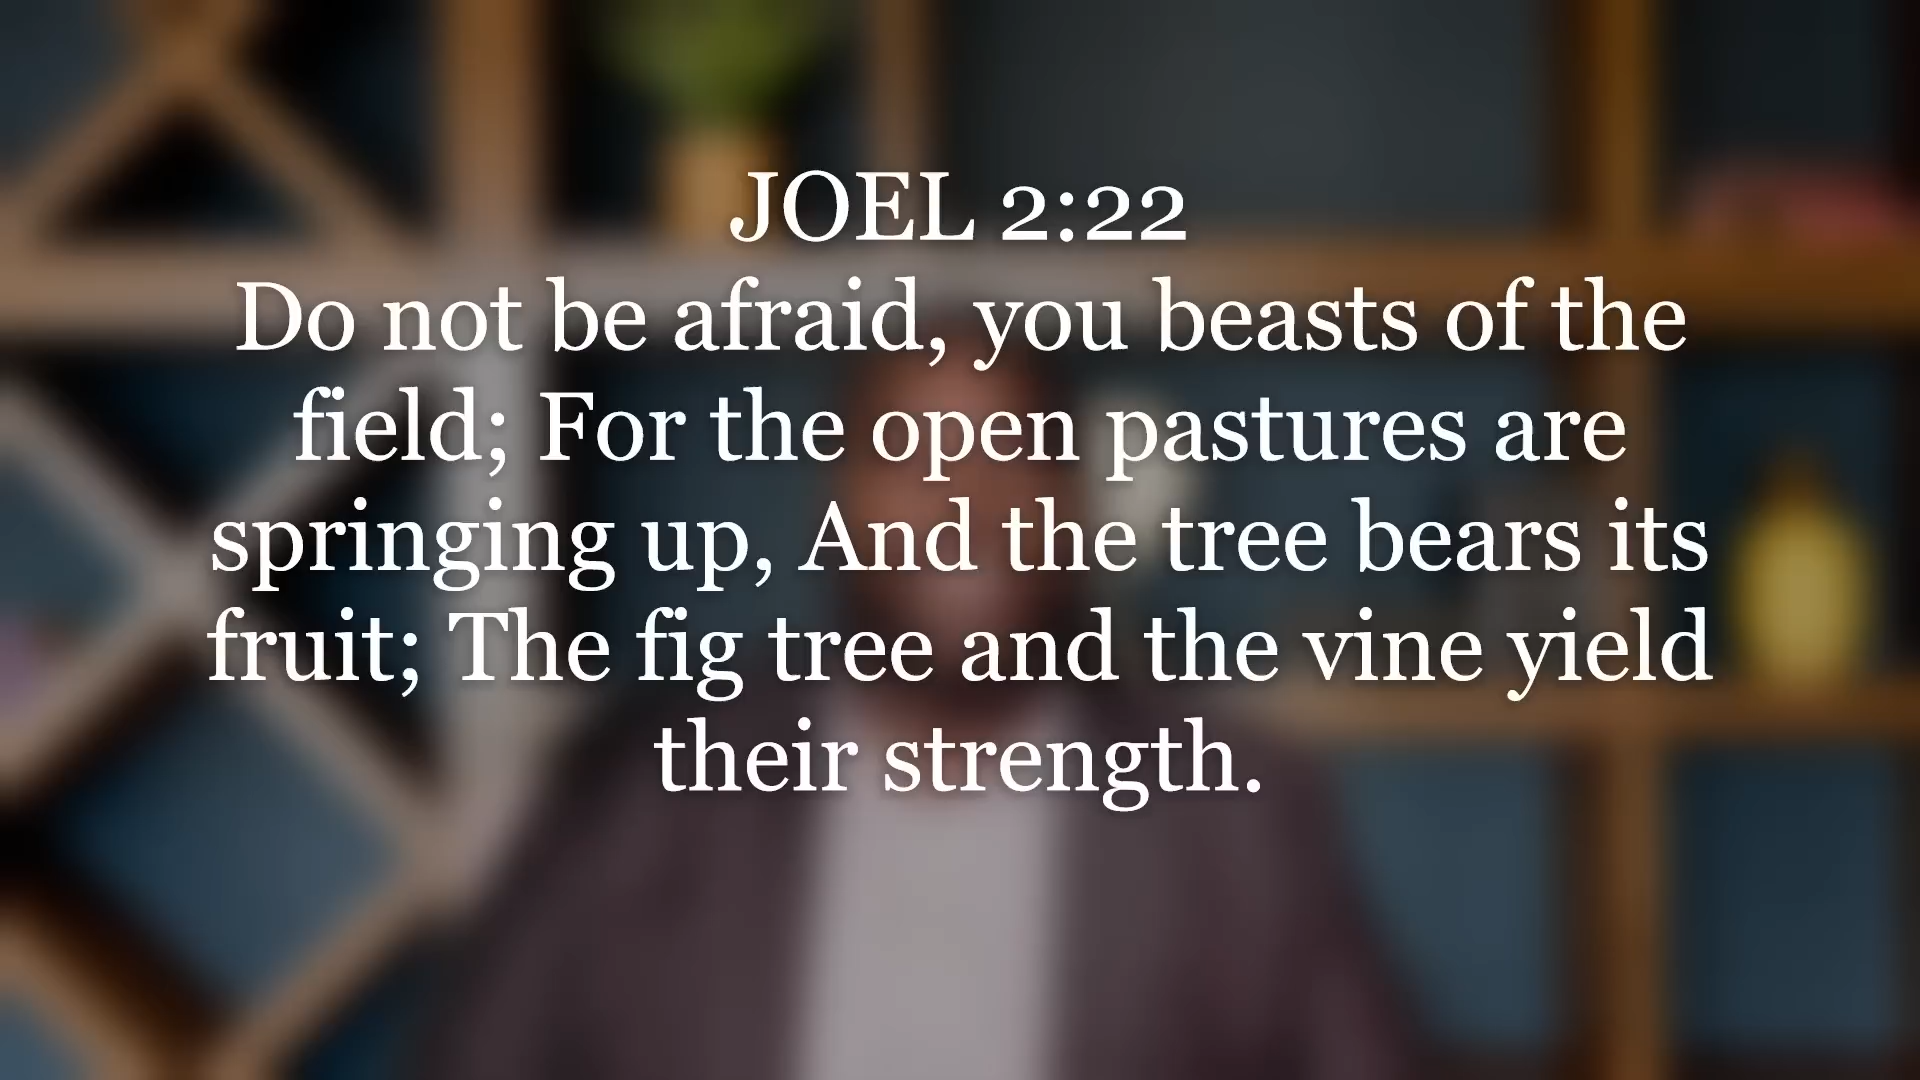 JOEL 2:22
Do not be afraid, you beasts of the
field; For the open pastures are
springing up, And the tree bears its
fruit; The fig tree and the vine yield
their strength.